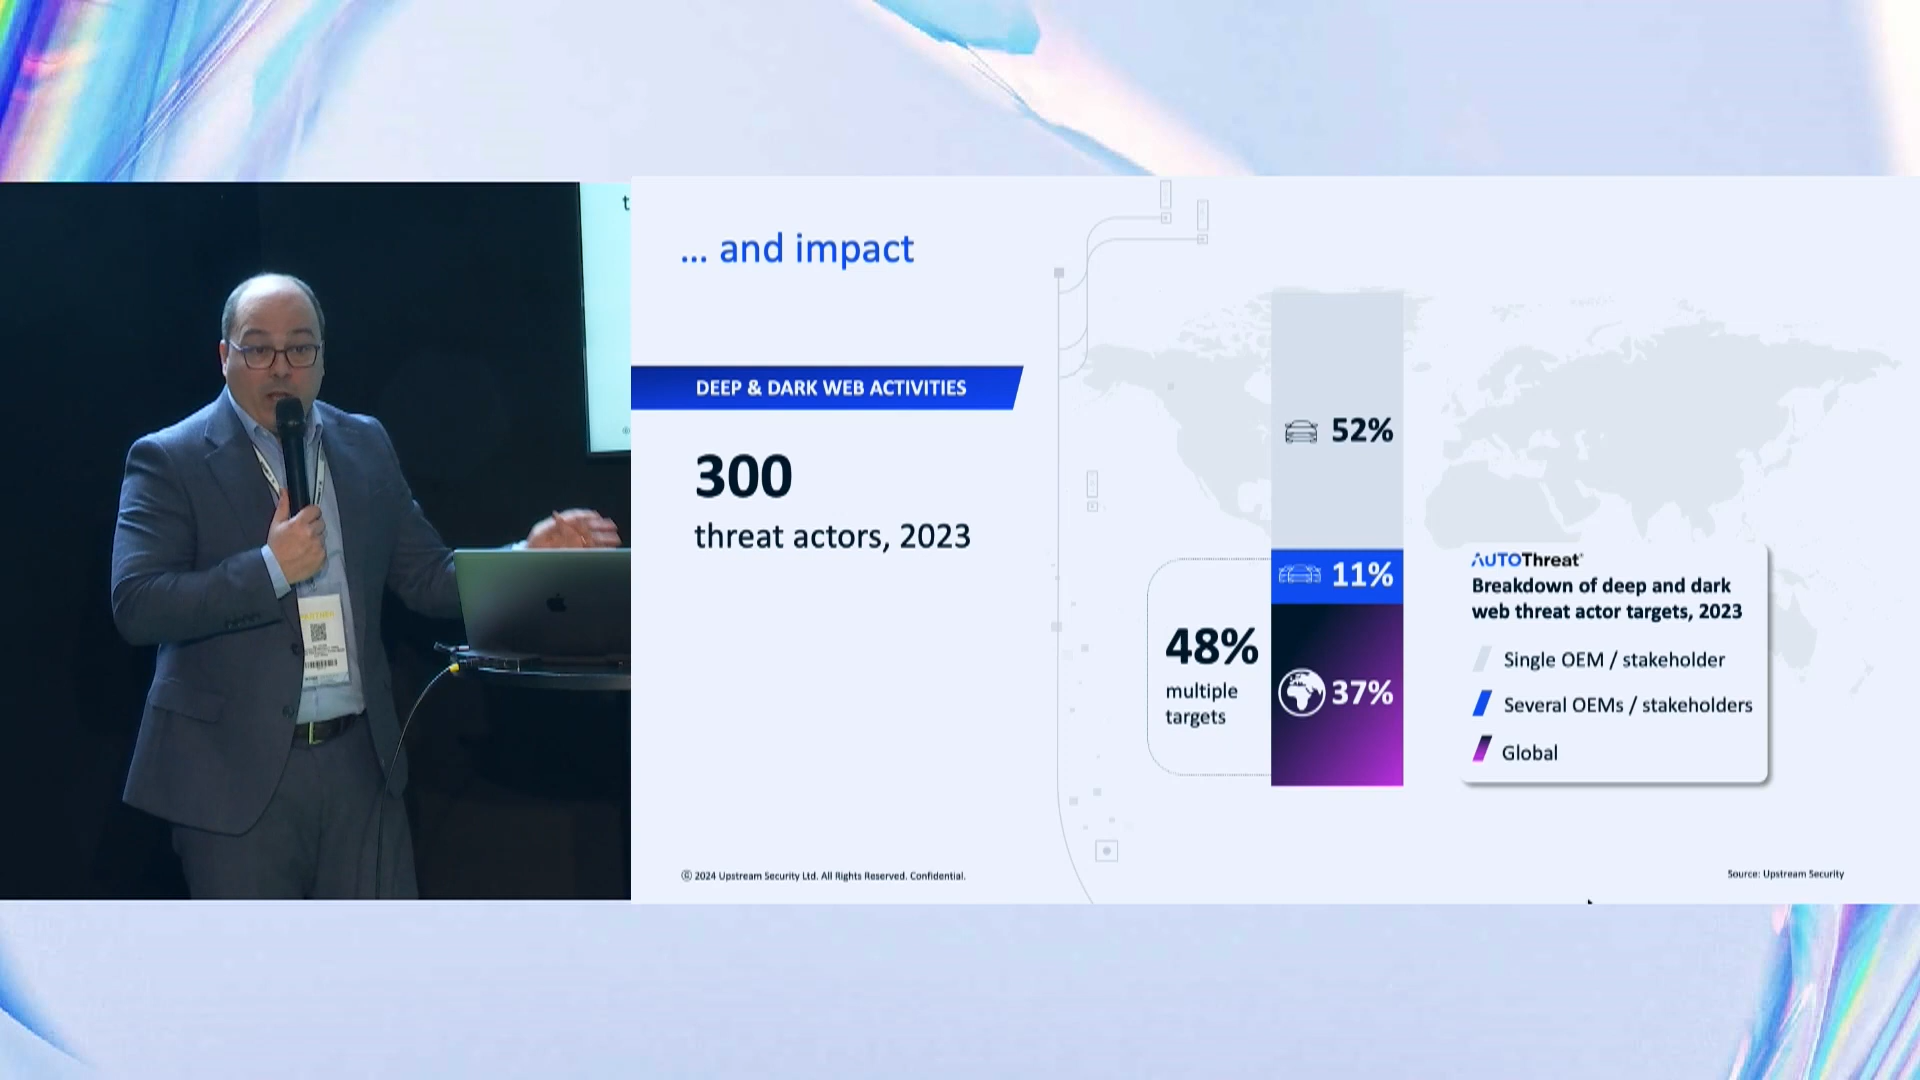 ... and impact
DEEP & DARK WEB ACTIVITIES
300
threat actors, 2023
52%
11%
37%
48%
multiple
targets
AUTOThreat
Breakdown of deep and dark
web threat actor targets, 2023
Single OEM / stakeholder
Several OEMs / stakeholders
Global
© 2024 Upstream Security Ltd. All Rights Reserved. Confidential.
Source: Upstream Security